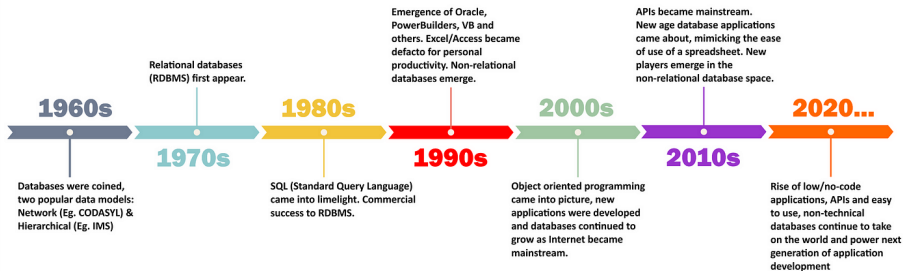 1960s
Databases were coined,
two popular data models:
Network (Eg. CODASYL) &
Hierarchical (Eg. IMS)
Relational databases
(RDBMS) first appear.
1970s
1980s
SQL (Standard Query Language)
came into limelight. Commercial
success to RDBMS.
Emergence of Oracle,
PowerBuilders, VB and
others. Excel/Access became
defacto for personal
productivity. Non-relational
databases emerge.
1990s
2000s
Object oriented programming
came into picture, new
applications were developed
and databases continued to
grow as Internet became
mainstream.
APIs became mainstream.
New age database applications
came about, mimicking the ease
of use of a spreadsheet. New
players emerge in the
non-relational database space.
2010s
2020...
Rise of low/no-code
applications, APIs and easy
to use, non-technical
databases continue to take
on the world and power next
generation of application
development